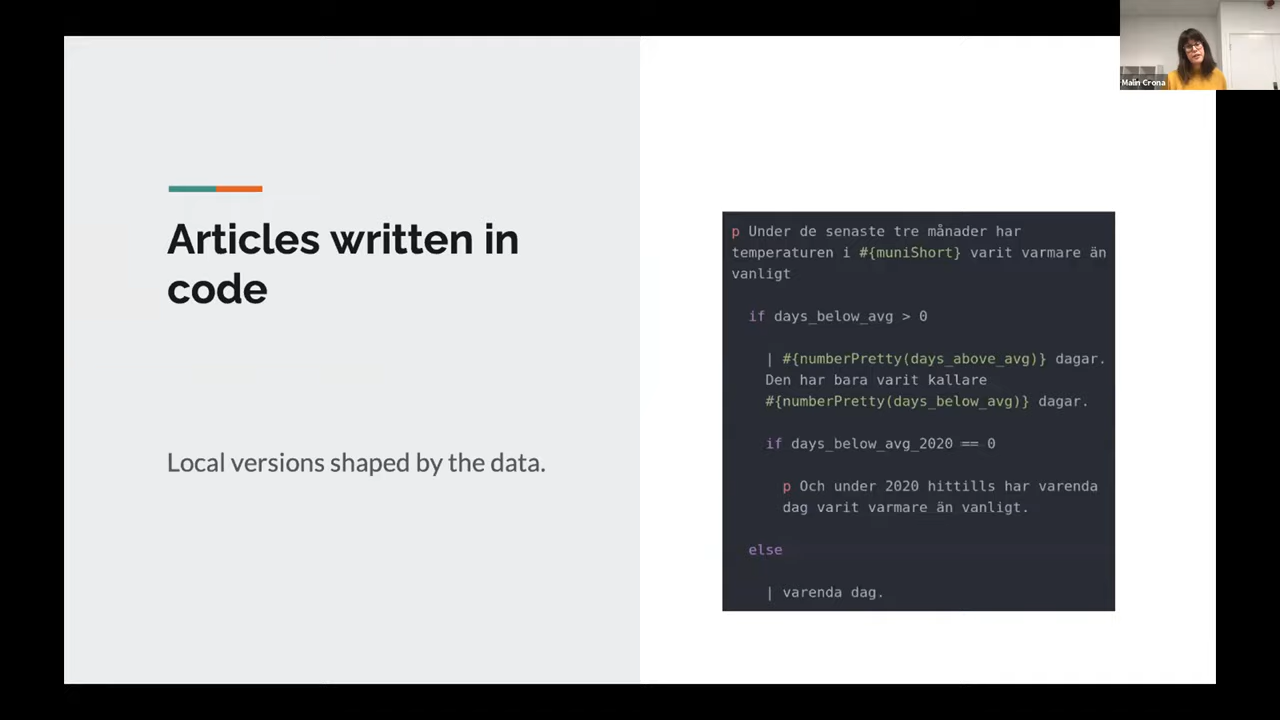 Malin Crona
Articles written in
code
Local versions shaped by the data.
p Under de senaste tre månader har
temperaturen i #{muniShort} varit varmare än
vanligt
if days_below_avg > 0
| #{numberPretty(days_above_avg)} dagar.
Den har bara varit kallare
#{numberPretty(days_below_avg)} dagar.
if days_below_avg_2020 == 0
p Och under 2020 hittills har varenda
dag varit varmare än vanligt.
else
| varenda dag.